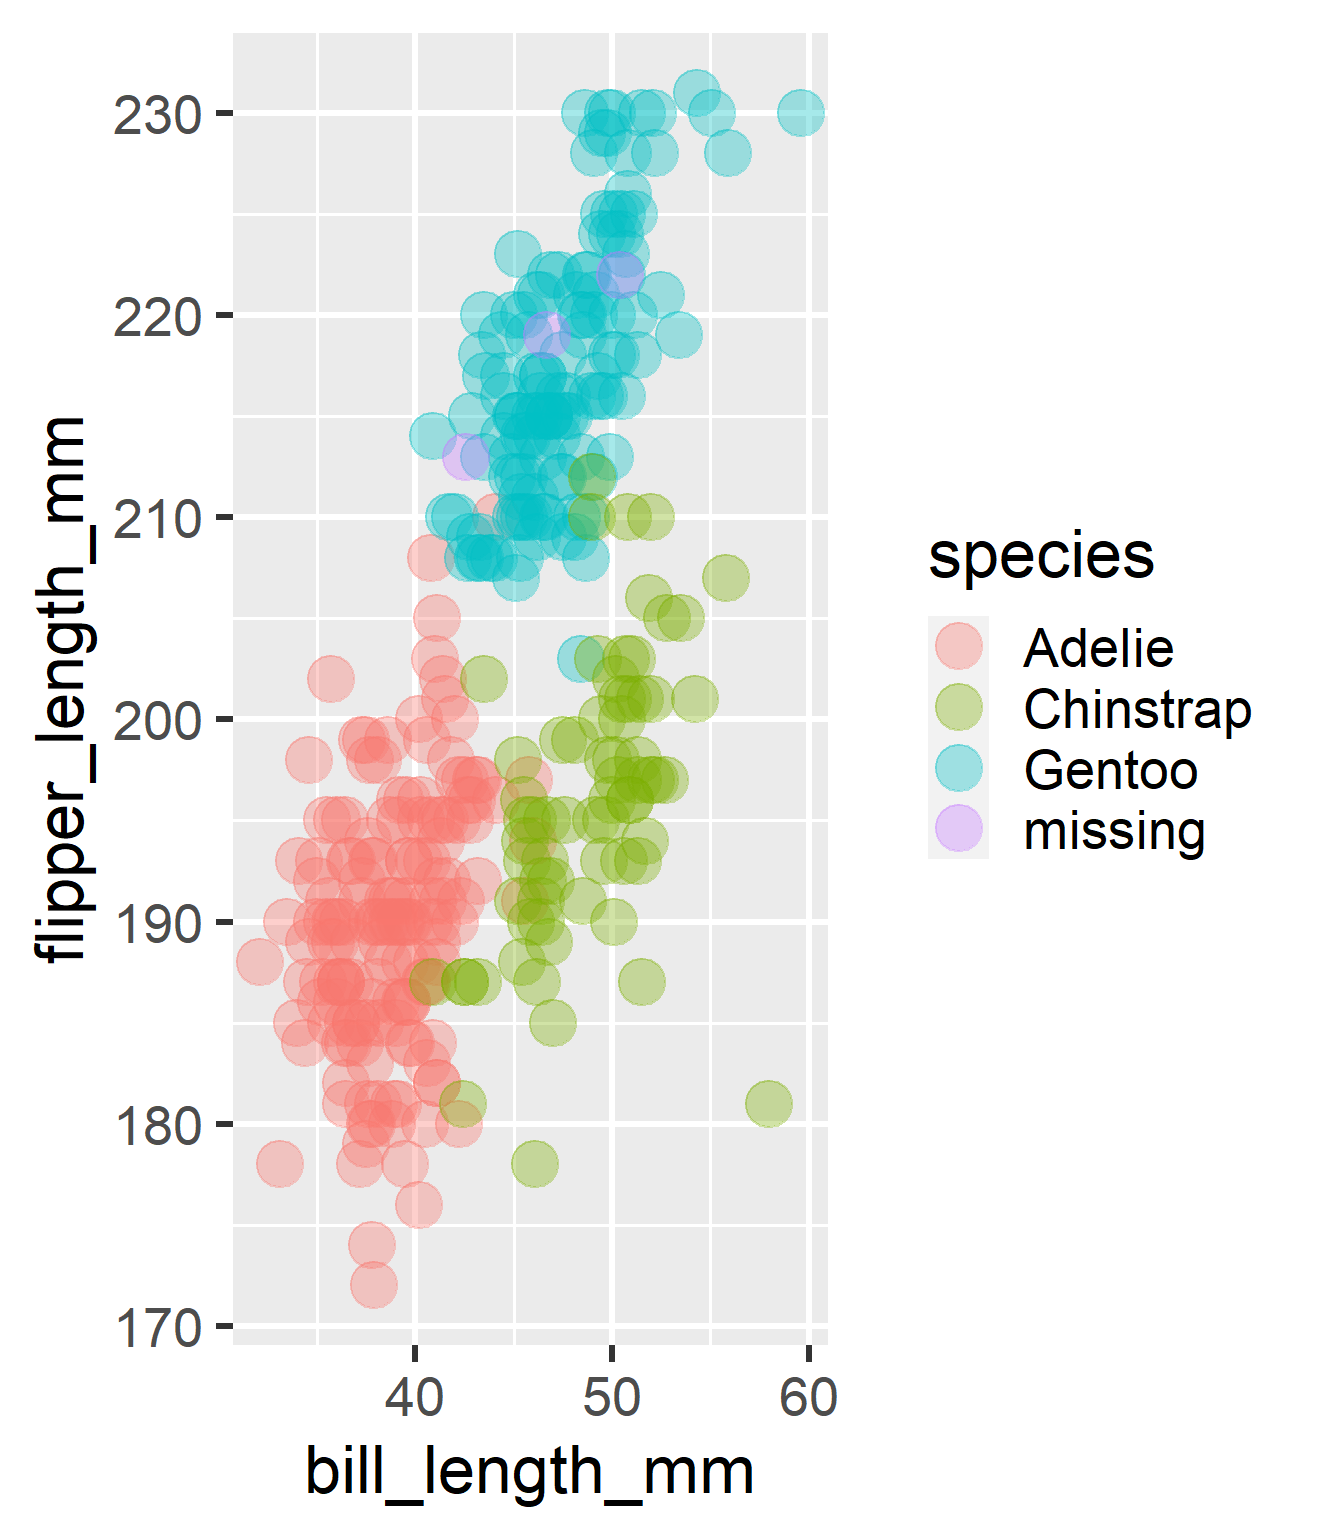 230
220
210
200
190
180
170
flipper_length_mm
40 50 60
bill_length_mm
species
Adelie
Chinstrap
Gentoo
missing